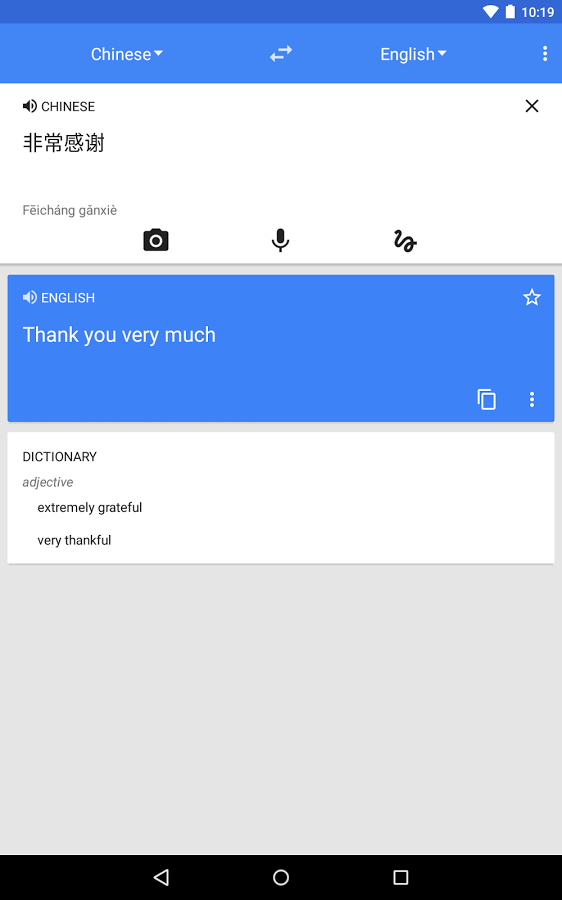 10:19
Chinese English
CHINESE
非常感谢
Fēicháng gǎnxiè
ENGLISH
Thank you very much
DICTIONARY
adjective
extremely grateful
very thankful